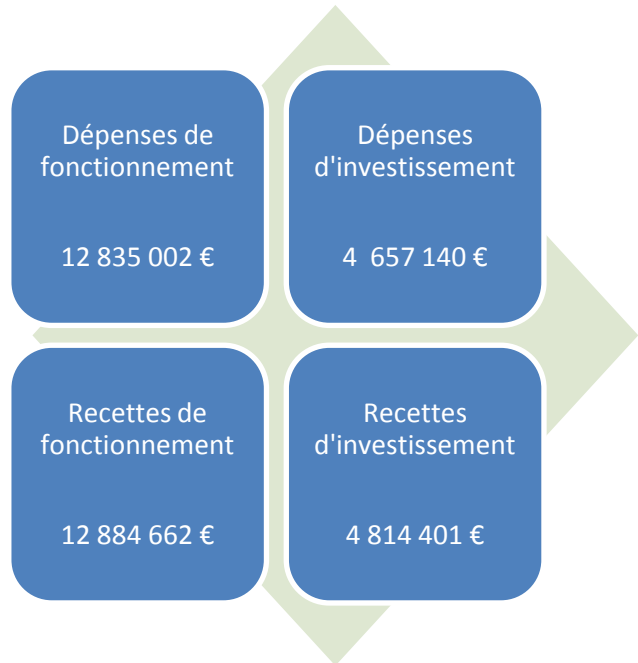 Dépenses de
fonctionnement
12 835 002 €
Dépenses
d'investissement
4  657 140 €
Recettes de
fonctionnement
12 884 662 €
Recettes
d'investissement
4 814 401 €